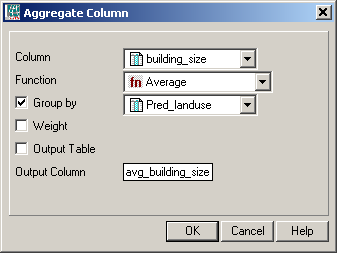 Aggregate Column
Column building_size
Function fn Average
Group by Pred_landuse
Weight
Output Table
Output Column avg_building_size
OK Cancel Help